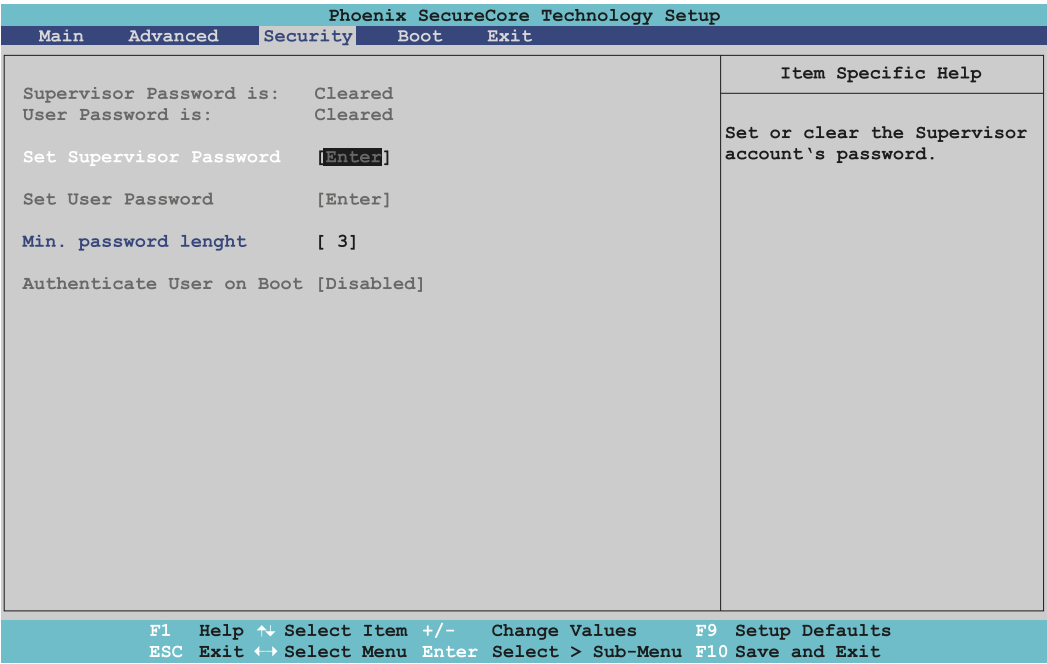 Phoenix SecureCore Technology Setup
Main Advanced Security Boot Exit
Item Specific Help
Supervisor Password is: Cleared
User Password is: Cleared
Set or clear the Supervisor
account‘s password.
Set Supervisor Password [Enter]
Set User Password [Enter]
Min. password lenght [ 3]
Authenticate User on Boot [Disabled]
F1 Help ↑↓ Select Item +/- Change Values F9 Setup Defaults
ESC Exit ←→ Select Menu Enter Select > Sub-Menu F10 Save and Exit